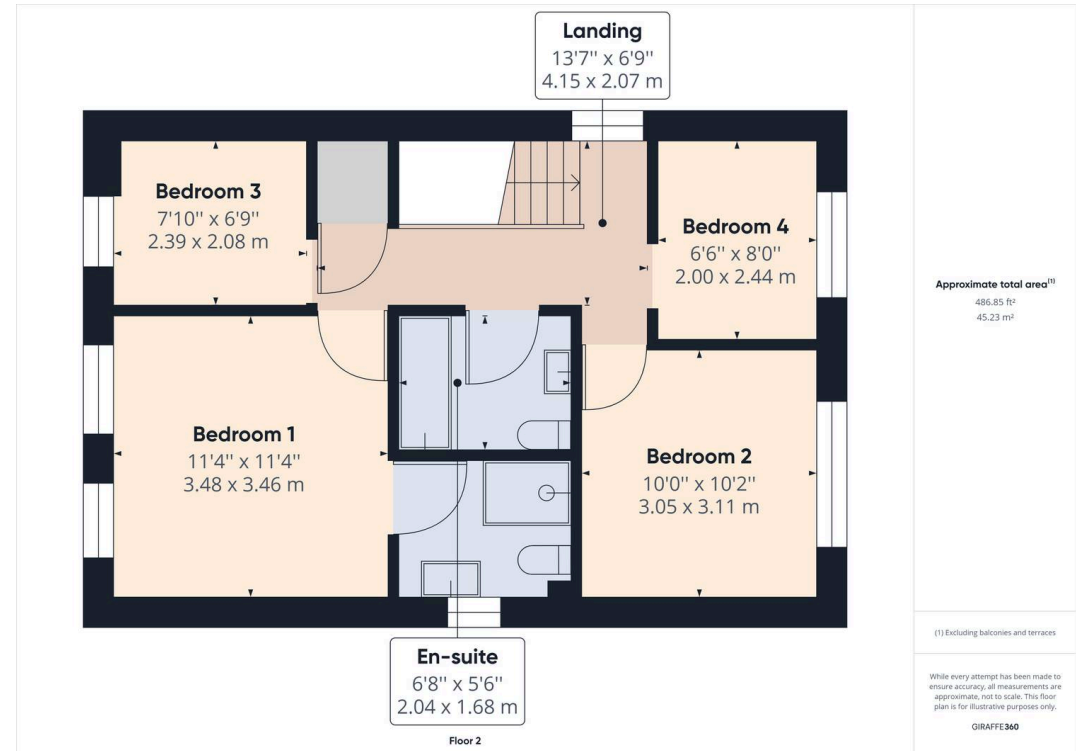 Landing
13'7'' x 6'9''
4.15 x 2.07 m
Bedroom 3
7'10'' x 6'9''
2.39 x 2.08 m
Bedroom 4
6'6'' x 8'0''
2.00 x 2.44 m
Bedroom 1
11'4'' x 11'4''
3.48 x 3.46 m
Bedroom 2
10'0'' x 10'2''
3.05 x 3.11 m
En-suite
6'8'' x 5'6''
2.04 x 1.68 m
Floor 2
Approximate total area(1)
486.85 ft²
45.23 m²
(1) Excluding balconies and terraces
While every attempt has been made to
ensure accuracy, all measurements are
approximate, not to scale. This floor
plan is for illustrative purposes only.
GIRAFFE360